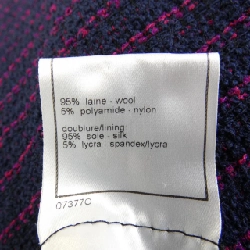 95% laine - wool
5% polyamide - nylon
doublure/lining
95% soie - silk
5% lycra spandex/lycra
07377C